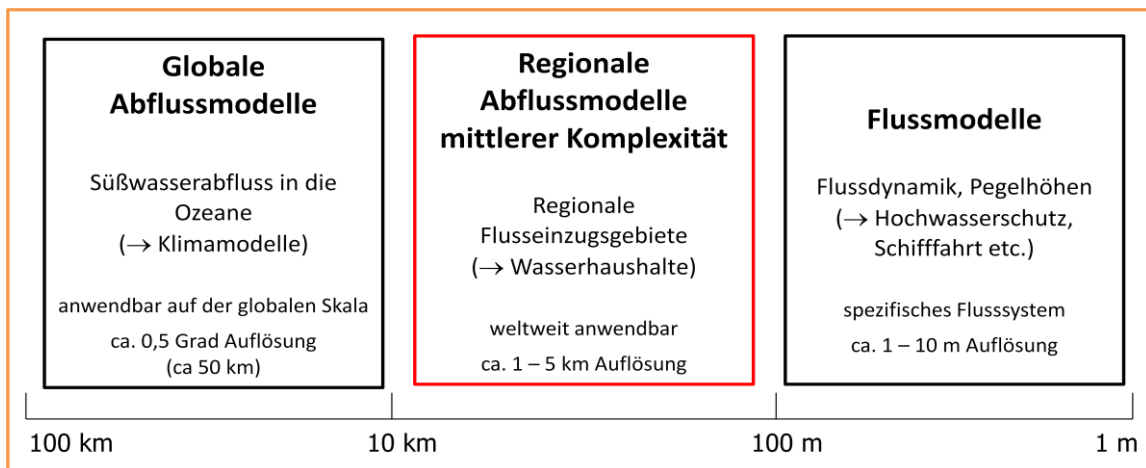 Globale
Abflussmodelle
Süßwasserabfluss in die
Ozeane
(→ Klimamodelle)
anwendbar auf der globalen Skala
ca. 0,5 Grad Auflösung
(ca 50 km)
Regionale
Abflussmodelle
mittlerer Komplexität
Regionale
Flusseinzugsgebiete
(→ Wasserhaushalte)
weltweit anwendbar
ca. 1 – 5 km Auflösung
Flussmodelle
Flussdynamik, Pegelhöhen
(→ Hochwasserschutz,
Schifffahrt etc.)
spezifisches Flusssystem
ca. 1 – 10 m Auflösung
100 km
10 km
100 m
1 m